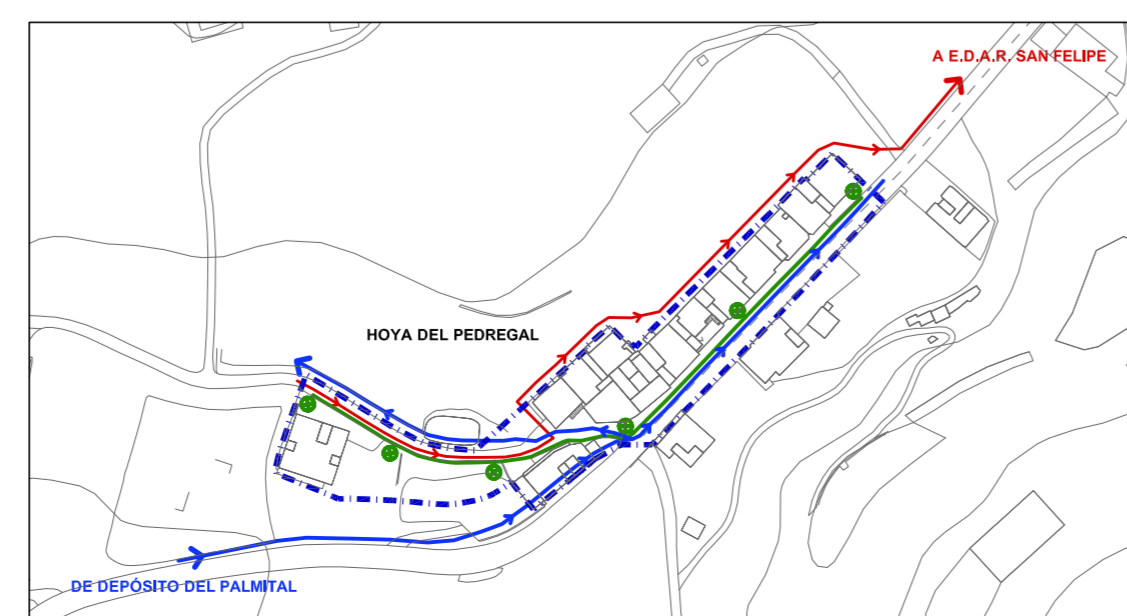 A E.D.A.R. SAN FELIPE
HOYA DEL PEDREGAL
DE DEPÓSITO DEL PALMITAL